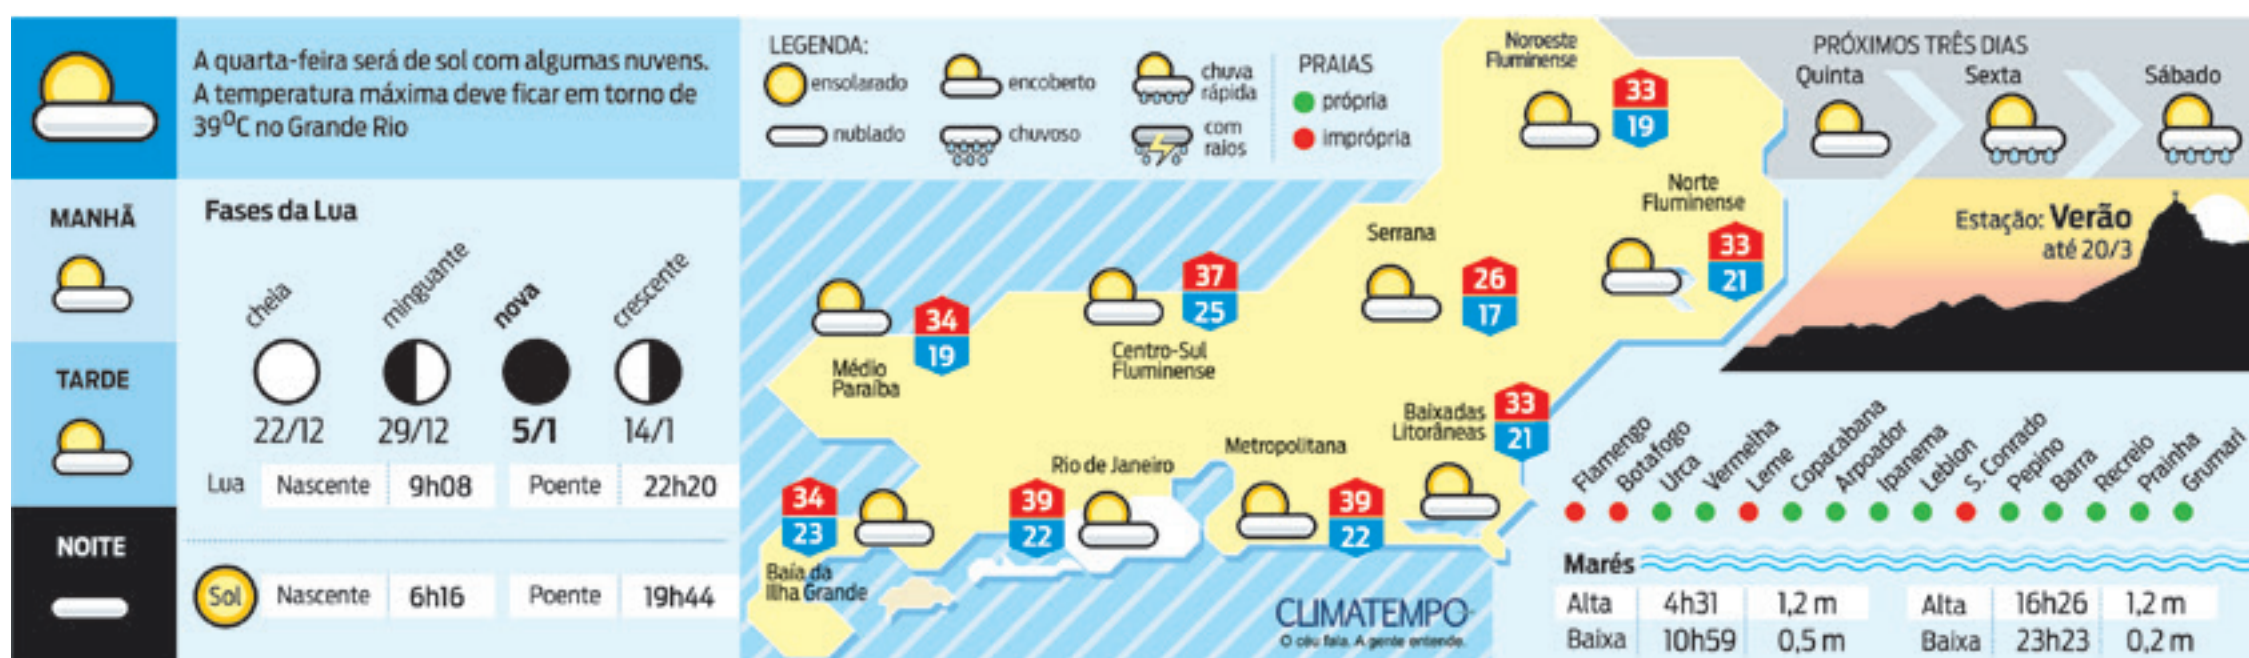 A quarta-feira será de sol com algumas nuvens.
A temperatura máxima deve ficar em torno de
39ºC no Grande Rio
MANHÃ
TARDE
NOITE
Fases da Lua
cheia
minguante
nova
crescente
22/12
29/12
5/1
14/1
Lua Nascente 9h08 Poente 22h20
Sol Nascente 6h16 Poente 19h44
LEGENDA:
ensolarado
encoberto
chuva
rápida
nublado
chuvoso
com
raios
PRAIAS
própria
imprópria
Noroeste
Fluminense
33
19
Norte
Fluminense
33
21
Serrana
26
17
37
25
Centro-Sul
Fluminense
34
19
Médio
Paraíba
Baixadas
Litorâneas
33
21
Metropolitana
39
22
Rio de Janeiro
39
22
34
23
Baía da
Ilha Grande
CLIMATEMPO
O céu fala. A gente entende.
PRÓXIMOS TRÊS DIAS
Quinta
Sexta
Sábado
Estação: Verão
até 20/3
Flamengo
Botafogo
Urca
Vermelha
Leme
Copacabana
Arpoador
Ipanema
Leblon
S. Conrado
Pepino
Barra
Recreio
Prainha
Grumari
Marés
Alta 4h31 1,2 m Alta 16h26 1,2 m
Baixa 10h59 0,5 m Baixa 23h23 0,2 m